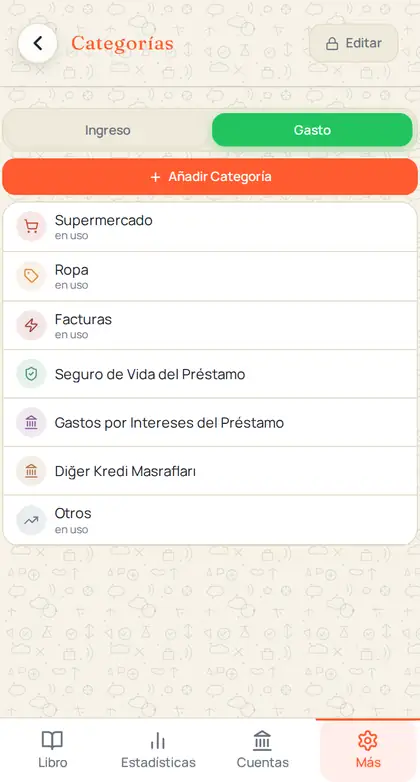 Categorías
Editar
Ingreso
Gasto
+ Añadir Categoría
Supermercado
en uso
Ropa
en uso
Facturas
en uso
Seguro de Vida del Préstamo
Gastos por Intereses del Préstamo
Diğer Kredi Masrafları
Otros
en uso
Libro
Estadísticas
Cuentas
Más